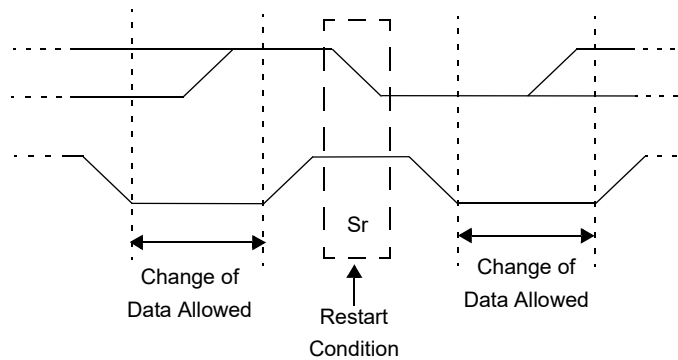 Sr
Change of
Data Allowed
Restart
Condition
Change of
Data Allowed